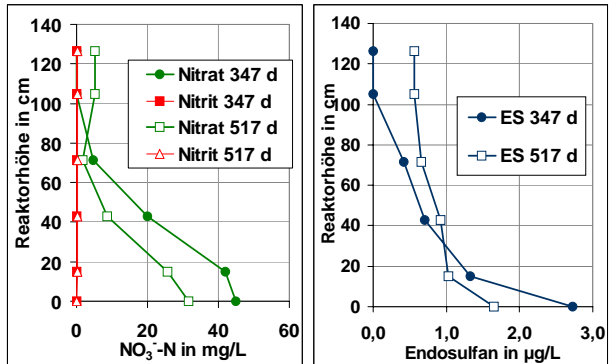 Reaktorhöhe in cm
140
120
100
80
60
40
20
0
0
20
40
60
NO₃⁻-N in mg/L
Nitrat 347 d
Nitrit 347 d
Nitrat 517 d
Nitrit 517 d
Reaktorhöhe in cm
140
120
100
80
60
40
20
0
0,0
1,0
2,0
3,0
Endosulfan in µg/L
ES 347 d
ES 517 d